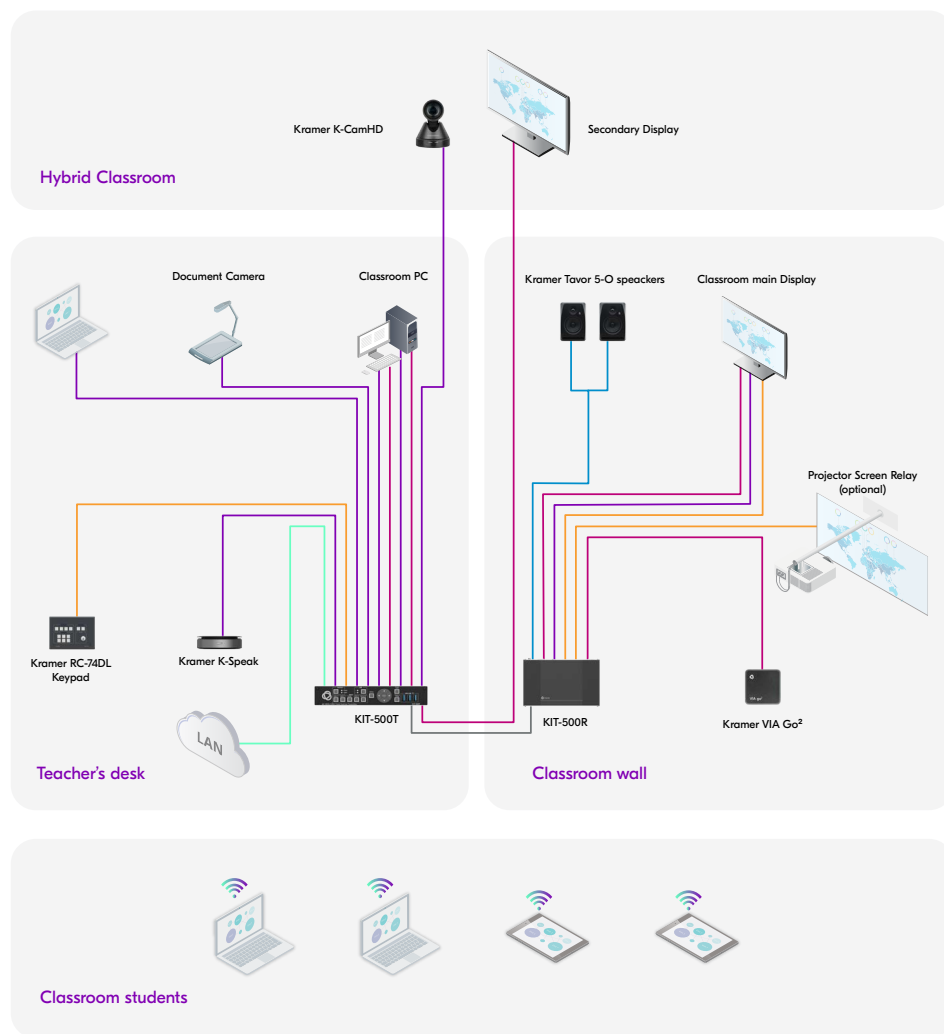 Kramer K-CamHD
Secondary Display
Hybrid Classroom
Document Camera
Classroom PC
Kramer Tavor 5-O speackers
Classroom main Display
Projector Screen Relay
(optional)
Kramer RC-74DL
Keypad
Kramer K-Speak
LAN
KIT-500T
KIT-500R
VIA go²
Kramer VIA Go²
Teacher's desk
Classroom wall
Classroom students